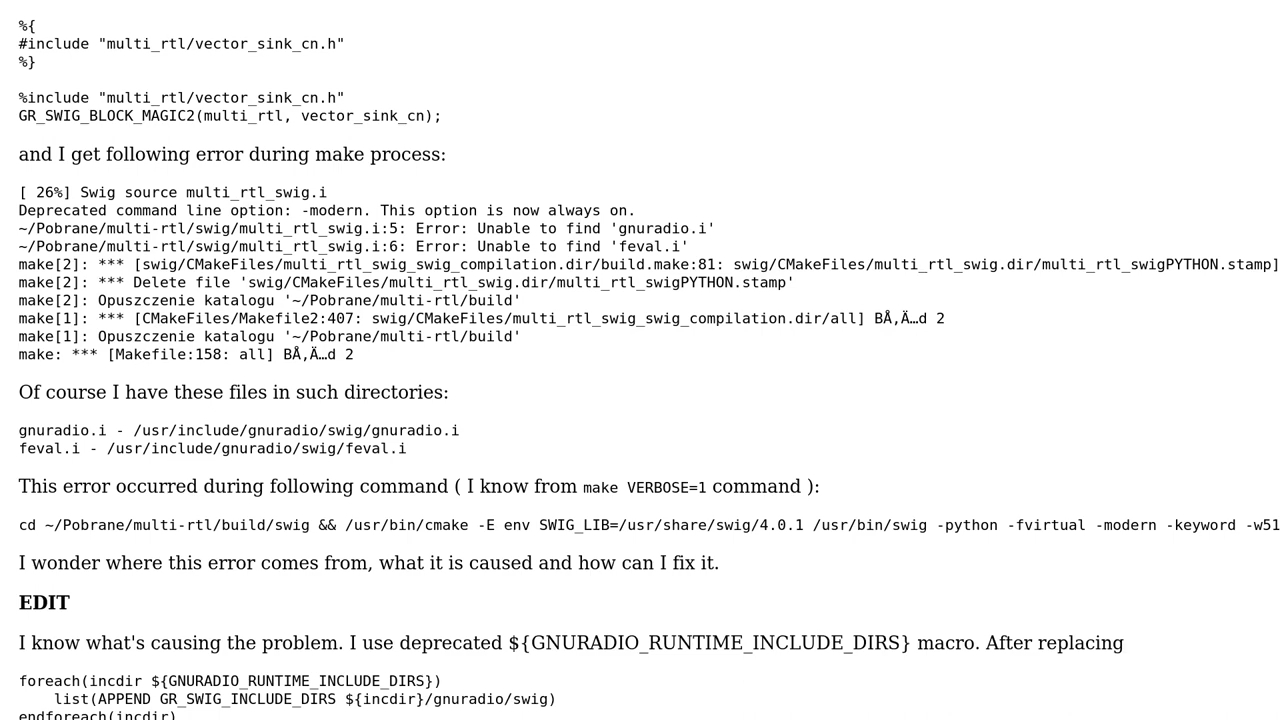 %{
#include "multi_rtl/vector_sink_cn.h"
%}
%include "multi_rtl/vector_sink_cn.h"
GR_SWIG_BLOCK_MAGIC2(multi_rtl, vector_sink_cn);
and I get following error during make process:
[ 26%] Swig source multi_rtl_swig.i
Deprecated command line option: -modern. This option is now always on.
~/Pobrane/multi-rtl/swig/multi_rtl_swig.i:5: Error: Unable to find 'gnuradio.i'
~/Pobrane/multi-rtl/swig/multi_rtl_swig.i:6: Error: Unable to find 'feval.i'
make[2]: *** [swig/CMakeFiles/multi_rtl_swig_swig_compilation.dir/build.make:81: swig/CMakeFiles/multi_rtl_swig.dir/multi_rtl_swigPYTHON.stamp]
make[2]: *** Delete file 'swig/CMakeFiles/multi_rtl_swig.dir/multi_rtl_swigPYTHON.stamp'
make[2]: Opuszczenie katalogu '~/Pobrane/multi-rtl/build'
make[1]: *** [CMakeFiles/Makefile2:407: swig/CMakeFiles/multi_rtl_swig_swig_compilation.dir/all] BÅ‚Ä…d 2
make[1]: Opuszczenie katalogu '~/Pobrane/multi-rtl/build'
make: *** [Makefile:158: all] BÅ‚Ä…d 2
Of course I have these files in such directories:
gnuradio.i - /usr/include/gnuradio/swig/gnuradio.i
feval.i - /usr/include/gnuradio/swig/feval.i
This error occurred during following command ( I know from make VERBOSE=1 command ):
cd ~/Pobrane/multi-rtl/build/swig && /usr/bin/cmake -E env SWIG_LIB=/usr/share/swig/4.0.1 /usr/bin/swig -python -fvirtual -modern -keyword -w51
I wonder where this error comes from, what it is caused and how can I fix it.
EDIT
I know what's causing the problem. I use deprecated ${GNURADIO_RUNTIME_INCLUDE_DIRS} macro. After replacing
foreach(incdir ${GNURADIO_RUNTIME_INCLUDE_DIRS})
    list(APPEND GR_SWIG_INCLUDE_DIRS ${incdir}/gnuradio/swig)
endforeach(incdir)